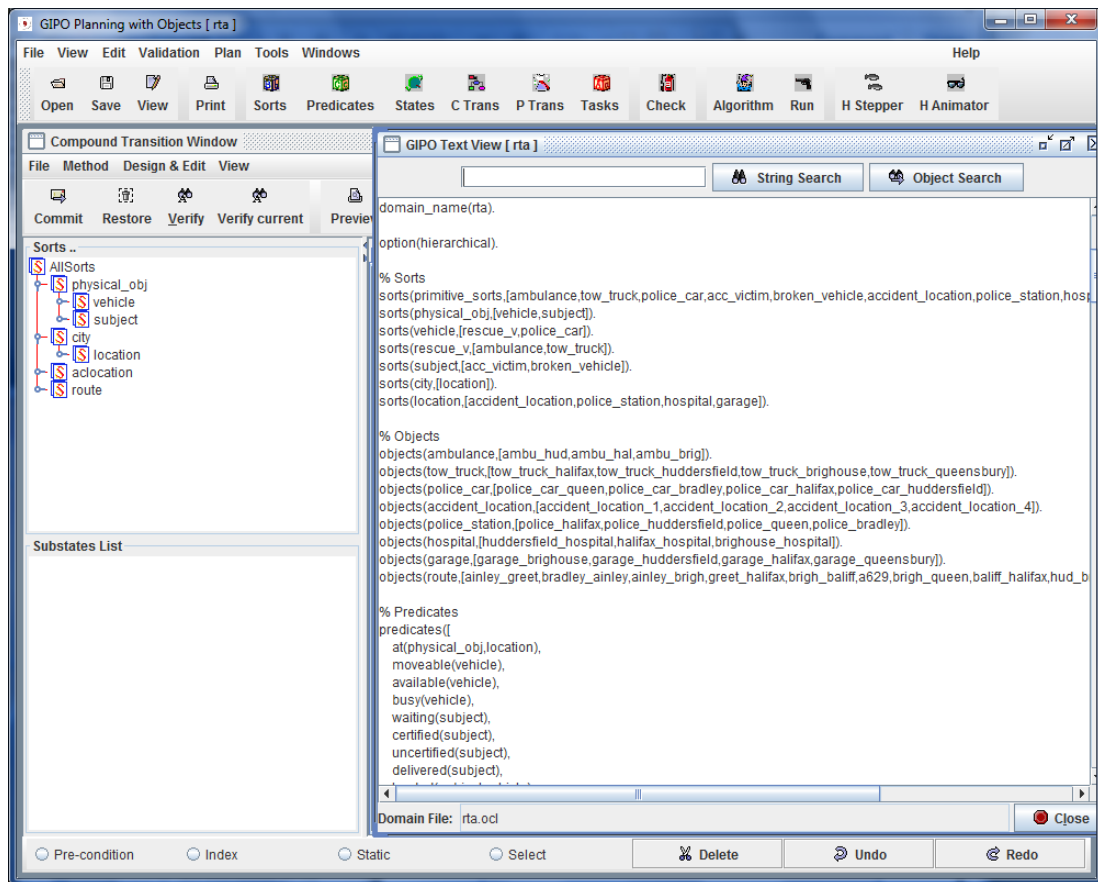 GIPO Planning with Objects [ rta ]
File View Edit Validation Plan Tools Windows Help
Open Save View Print Sorts Predicates States C Trans P Trans Tasks Check Algorithm Run H Stepper H Animator
Compound Transition Window
File Method Design & Edit View
Commit Restore Verify Verify current Preview
Sorts ..
AllSorts
physical_obj
vehicle
subject
city
location
aclocation
route
Substates List
GIPO Text View [ rta ]
String Search Object Search
domain_name(rta).
option(hierarchical).
% Sorts
sorts(primitive_sorts,[ambulance,tow_truck,police_car,acc_victim,broken_vehicle,accident_location,police_station,hosp
sorts(physical_obj,[vehicle,subject]).
sorts(vehicle,[rescue_v,police_car]).
sorts(rescue_v,[ambulance,tow_truck]).
sorts(subject,[acc_victim,broken_vehicle]).
sorts(city,[location]).
sorts(location,[accident_location,police_station,hospital,garage]).
% Objects
objects(ambulance,[ambu_hud,ambu_hal,ambu_brig]).
objects(tow_truck,[tow_truck_halifax,tow_truck_huddersfield,tow_truck_brighouse,tow_truck_queensbury]).
objects(police_car,[police_car_queen,police_car_bradley,police_car_halifax,police_car_huddersfield]).
objects(accident_location,[accident_location_1,accident_location_2,accident_location_3,accident_location_4]).
objects(police_station,[police_halifax,police_huddersfield,police_queen,police_bradley]).
objects(hospital,[huddersfield_hospital,halifax_hospital,brighouse_hospital]).
objects(garage,[garage_brighouse,garage_huddersfield,garage_halifax,garage_queensbury]).
objects(route,[ainley_greet,bradley_ainley,ainley_brigh,greet_halifax,brigh_baliff,a629,brigh_queen,baliff_halifax,hud_b
% Predicates
predicates([
at(physical_obj,location),
moveable(vehicle),
available(vehicle),
busy(vehicle),
waiting(subject),
certified(subject),
uncertified(subject),
delivered(subject),
Domain File: rta.ocl Close
Pre-condition Index Static Select Delete Undo Redo